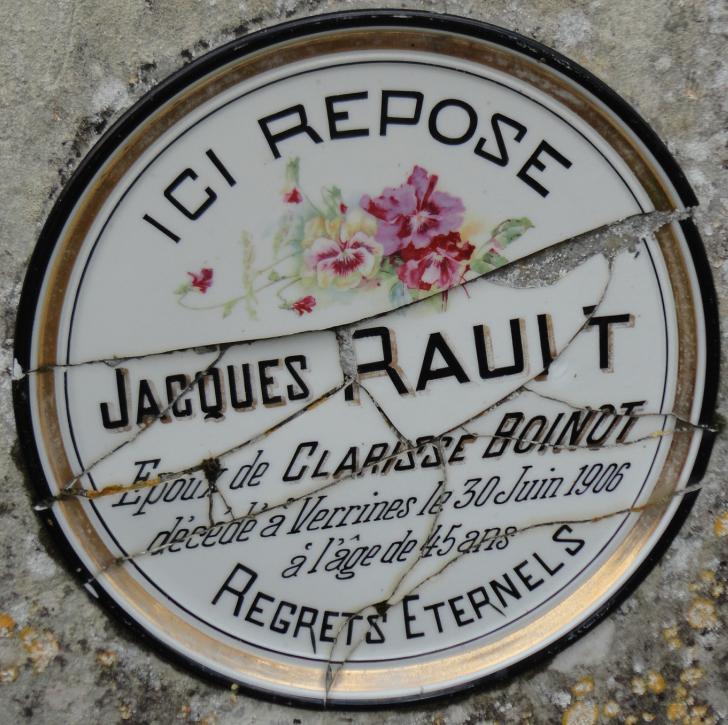 ICI REPOSE
JACQUES RAULT
Epoux de CLARISSE BOINOT
décédé à Verrines le 30 Juin 1906
à l'âge de 45 ans
REGRETS ETERNELS